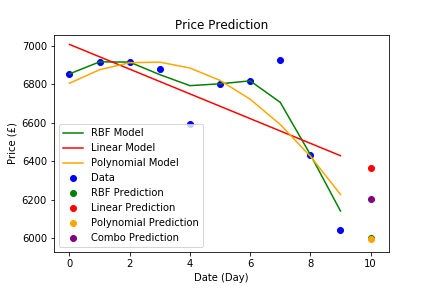 Price Prediction
7000
6800
6600
6400
6200
6000
Price (£)
RBF Model
Linear Model
Polynomial Model
Data
RBF Prediction
Linear Prediction
Polynomial Prediction
Combo Prediction
0 2 4 6 8 10
Date (Day)